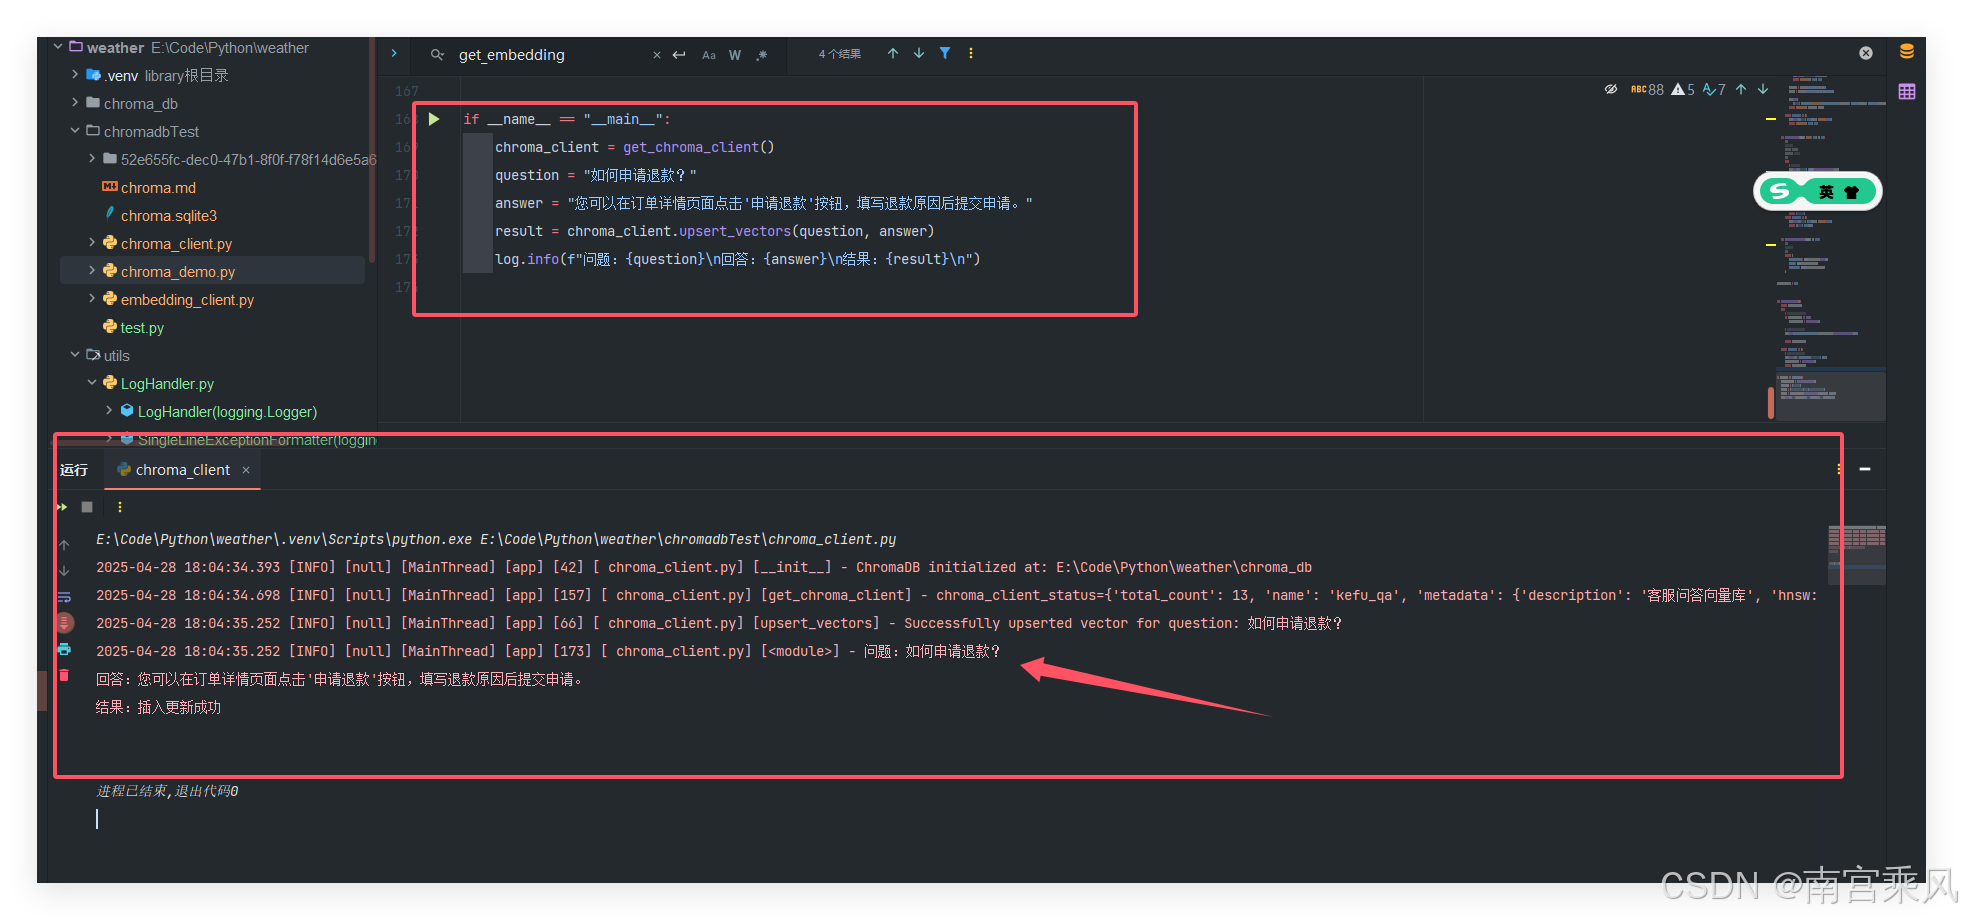 weather E:\Code\Python\weather
.venv library根目录
chroma_db
chromadbTest
52e655fc-dec0-47b1-8f0f-f78f14d6e5a6
chroma.md
chroma.sqlite3
chroma_client.py
chroma_demo.py
embedding_client.py
test.py
utils
LogHandler.py
LogHandler(logging.Logger)
SingleLineExceptionFormatter(loggin
get_embedding
Aa W .*
4个结果
ABC 88 5 7
英
167
if __name__ == "__main__":
chroma_client = get_chroma_client()
question = "如何申请退款？"
answer = "您可以在订单详情页面点击'申请退款'按钮，填写退款原因后提交申请。"
result = chroma_client.upsert_vectors(question, answer)
log.info(f"问题：{question}\n回答：{answer}\n结果：{result}\n")
运行 chroma_client
E:\Code\Python\weather\.venv\Scripts\python.exe E:\Code\Python\weather\chromadbTest\chroma_client.py
2025-04-28 18:04:34.393 [INFO] [null] [MainThread] [app] [42] [ chroma_client.py] [__init__] - ChromaDB initialized at: E:\Code\Python\weather\chroma_db
2025-04-28 18:04:34.698 [INFO] [null] [MainThread] [app] [157] [ chroma_client.py] [get_chroma_client] - chroma_client_status={'total_count': 13, 'name': 'kefu_qa', 'metadata': {'description': '客服问答向量库', 'hnsw:
2025-04-28 18:04:35.252 [INFO] [null] [MainThread] [app] [66] [ chroma_client.py] [upsert_vectors] - Successfully upserted vector for question: 如何申请退款？
2025-04-28 18:04:35.252 [INFO] [null] [MainThread] [app] [173] [ chroma_client.py] [<module>] - 问题：如何申请退款？
回答：您可以在订单详情页面点击'申请退款'按钮，填写退款原因后提交申请。
结果：插入更新成功
进程已结束，退出代码0
CSDN @南宫乘风